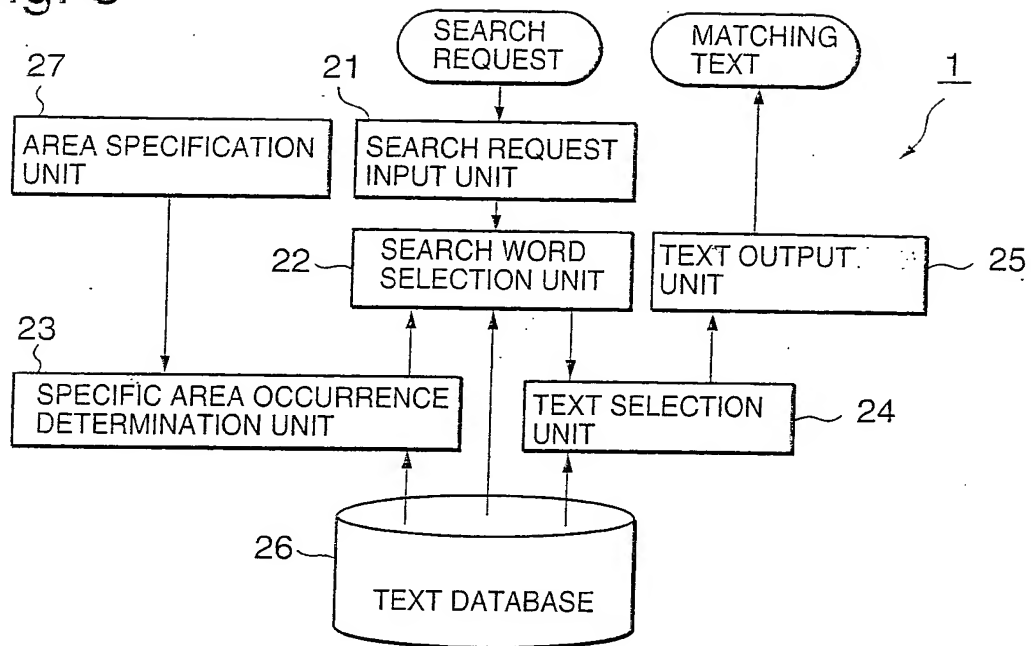 SEARCH
REQUEST
MATCHING
TEXT
27
21
1
AREA SPECIFICATION
UNIT
SEARCH REQUEST
INPUT UNIT
22
SEARCH WORD
SELECTION UNIT
TEXT OUTPUT
UNIT
25
23
SPECIFIC AREA OCCURRENCE
DETERMINATION UNIT
TEXT SELECTION
UNIT
24
26
TEXT DATABASE